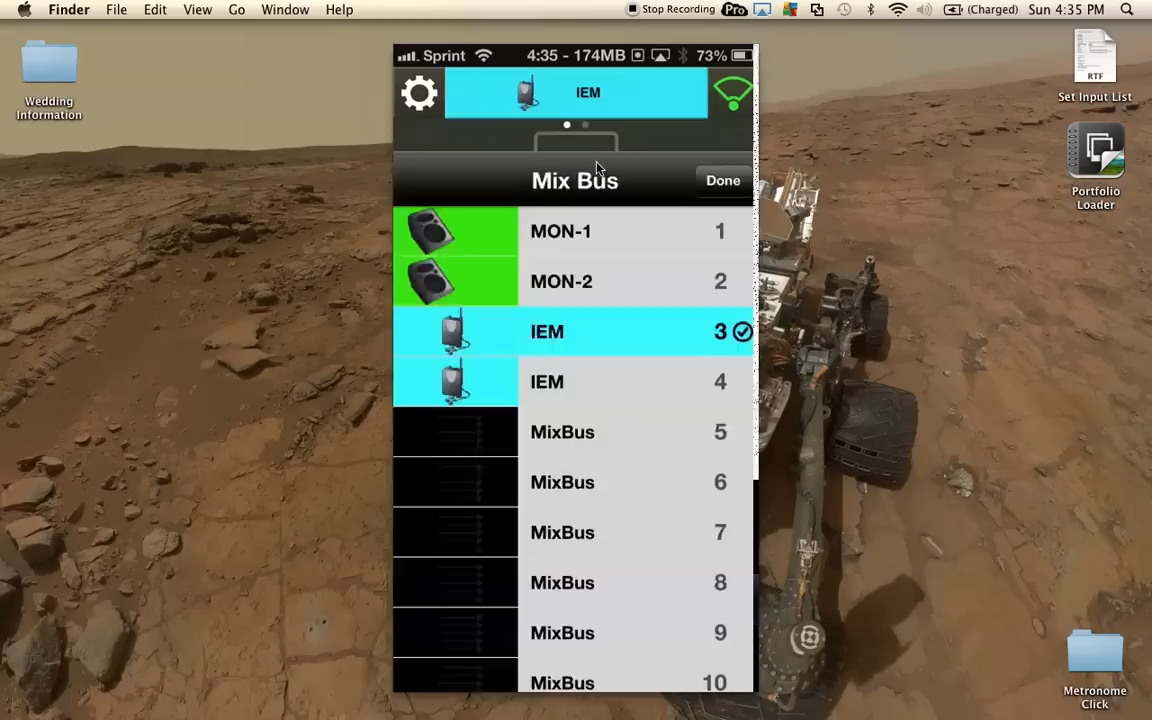 Finder File Edit View Go Window Help Stop Recording Pro (Charged) Sun 4:35 PM
Wedding Information
RTF
Set Input List
Portfolio Loader
Metronome Click
Sprint 4:35 - 174MB 73%
IEM
Mix Bus Done
MON-1 1
MON-2 2
IEM 3
IEM 4
MixBus 5
MixBus 6
MixBus 7
MixBus 8
MixBus 9
MixBus 10